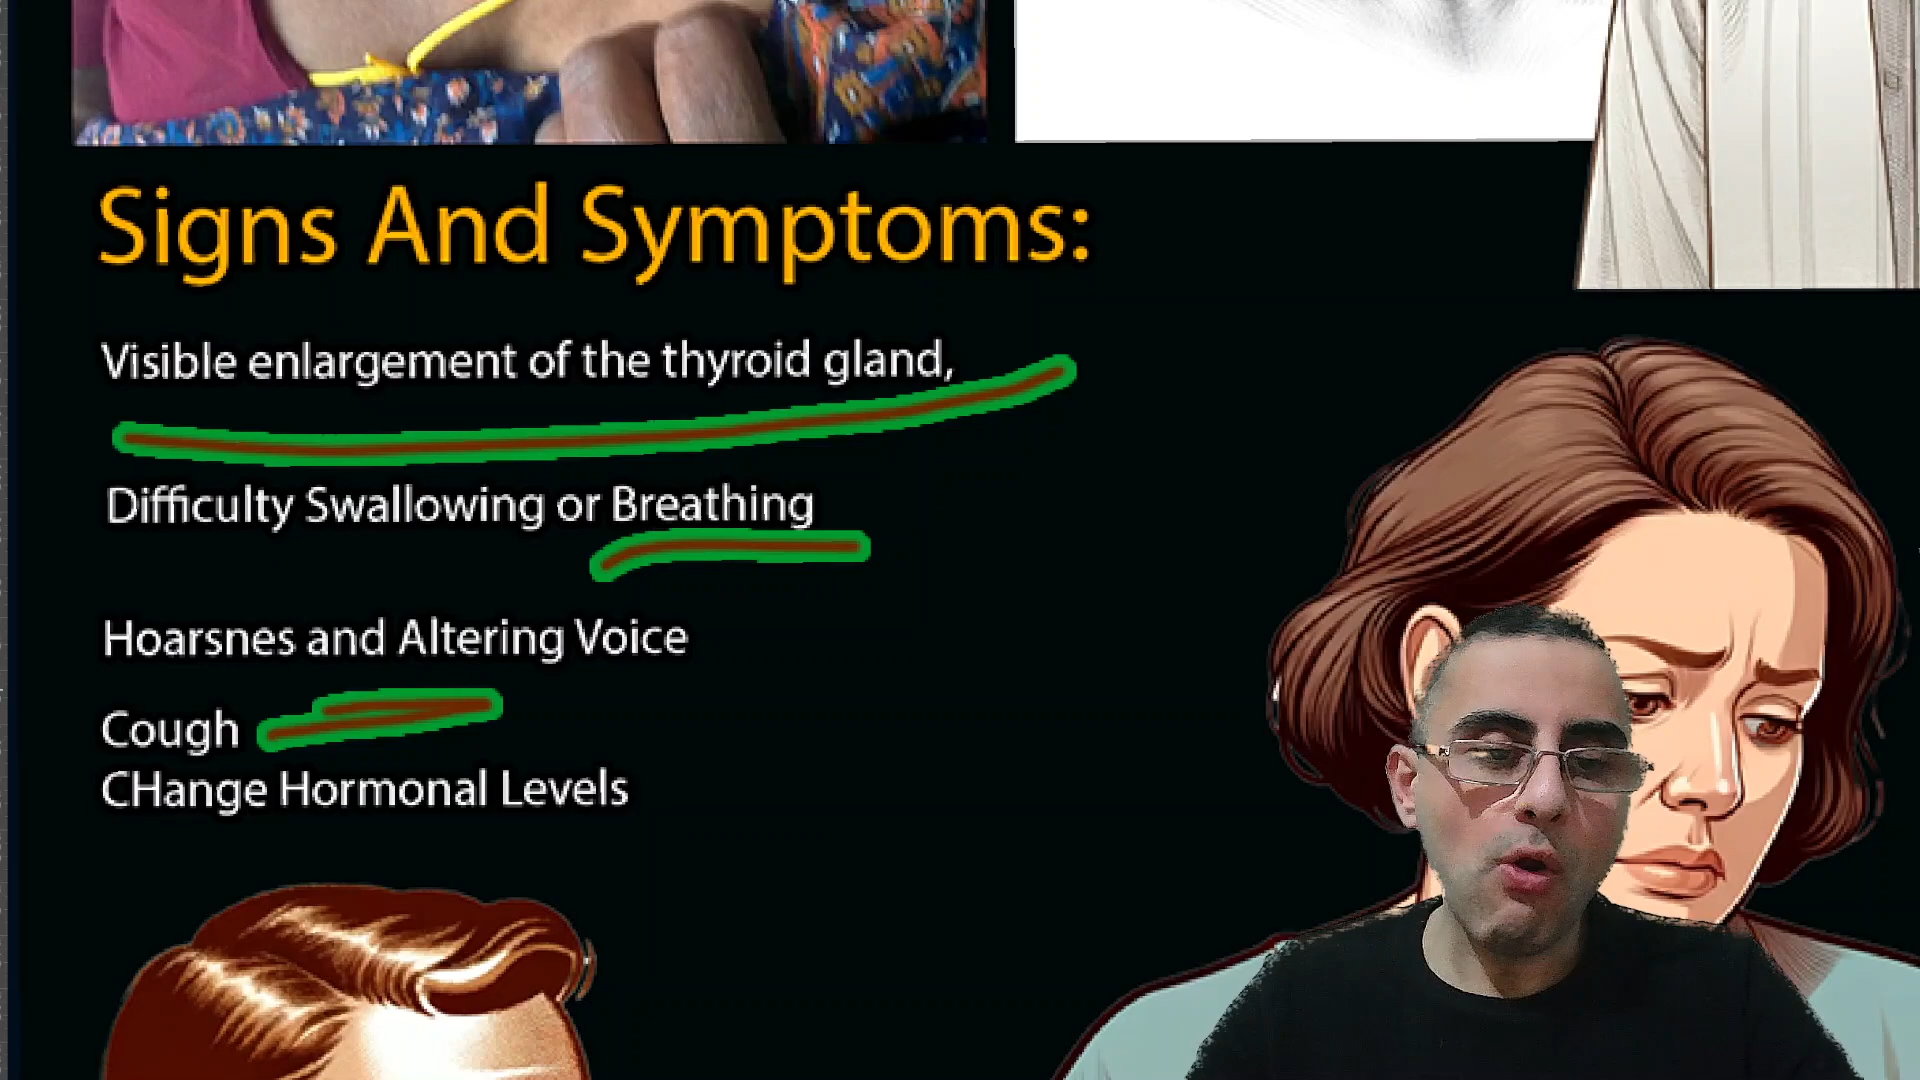 Signs And Symptoms:
Visible enlargement of the thyroid gland,
Difficulty Swallowing or Breathing
Hoarsnes and Altering Voice
Cough
CHange Hormonal Levels